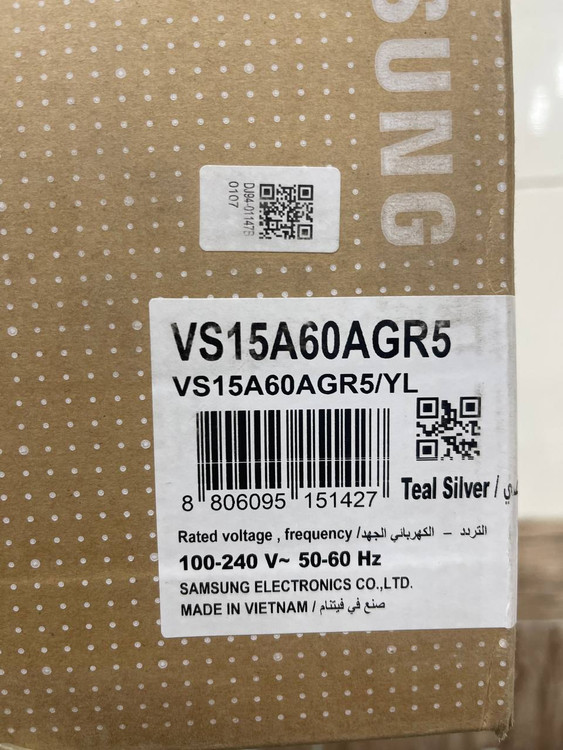 SUNG
DJ94-01147B
0107
VS15A60AGR5
VS15A60AGR5/YL
8 806095 151427
Teal Silver /
Rated voltage , frequency / التردد – الكهربائي الجهد
100-240 V~ 50-60 Hz
SAMSUNG ELECTRONICS CO.,LTD.
MADE IN VIETNAM / صنع في فيتنام